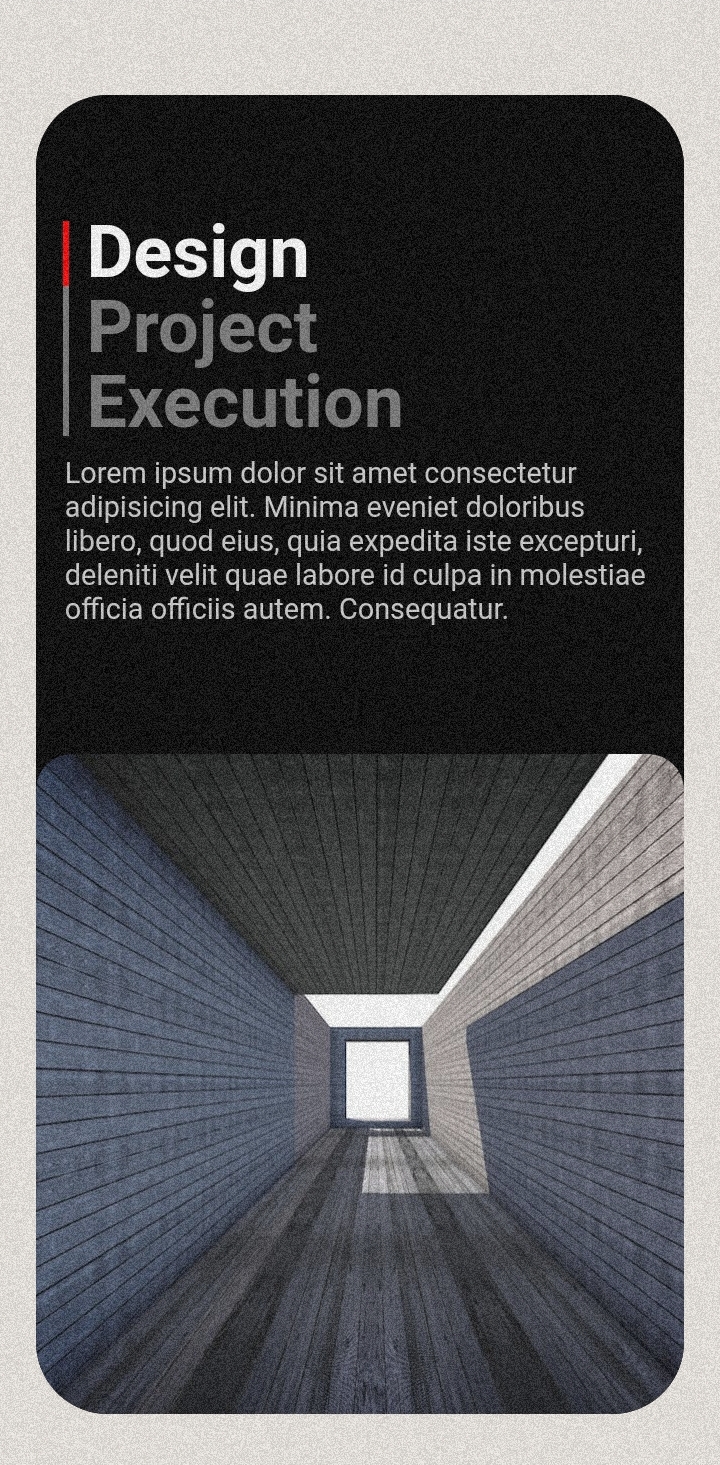 Design
Project
Execution
Lorem ipsum dolor sit amet consectetur
adipisicing elit. Minima eveniet doloribus
libero, quod eius, quia expedita iste excepturi,
deleniti velit quae labore id culpa in molestiae
officia officiis autem. Consequatur.